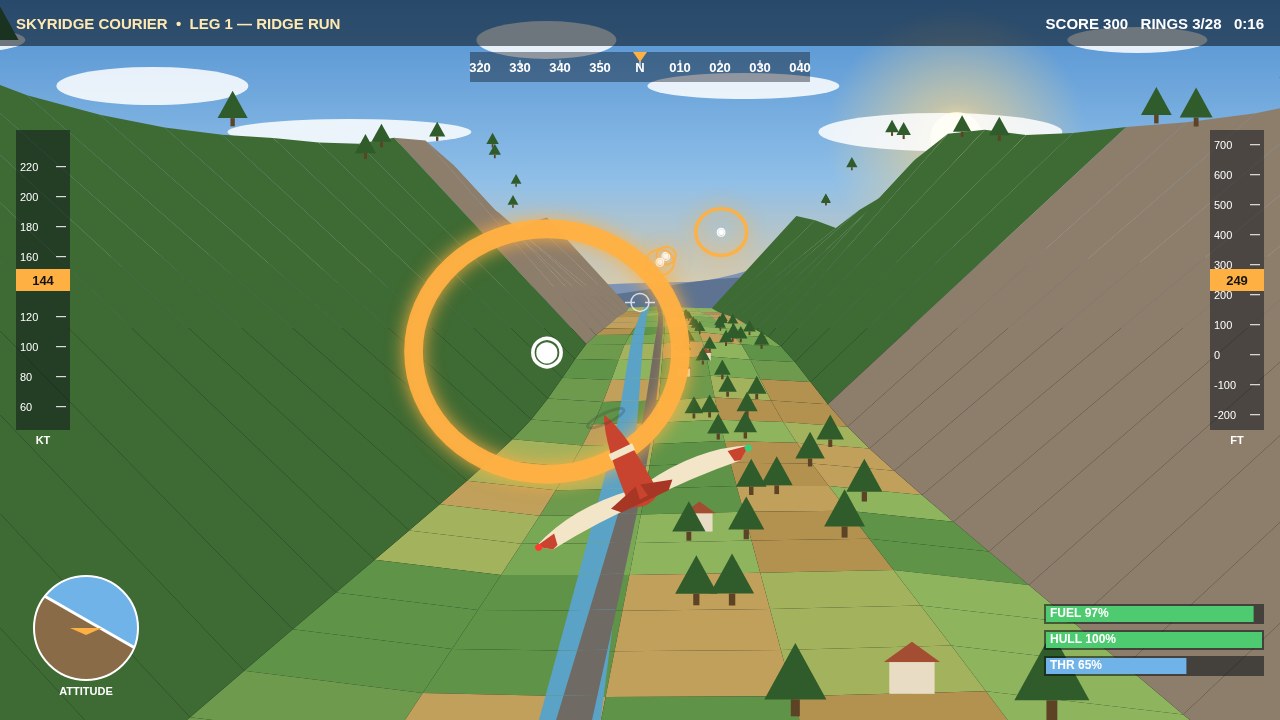 SKYRIDGE COURIER • LEG 1 — RIDGE RUN
SCORE 300 RINGS 3/28 0:16
320 330 340 350 N 010 020 030 040
220
200
180
160
144
120
100
80
60
KT
700
600
500
400
300
249
200
100
0
-100
-200
FT
ATTITUDE
FUEL 97%
HULL 100%
THR 65%